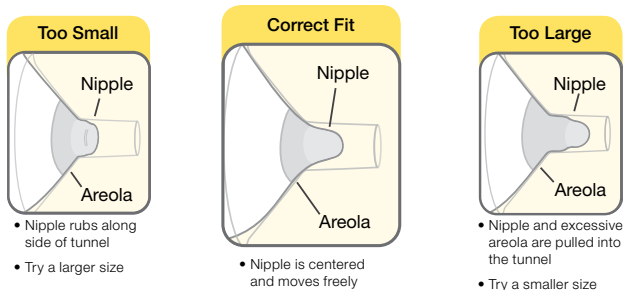 Too Small
Nipple
Areola
• Nipple rubs along
side of tunnel
• Try a larger size
Correct Fit
Nipple
Areola
• Nipple is centered
and moves freely
Too Large
Nipple
Areola
• Nipple and excessive
areola are pulled into
the tunnel
• Try a smaller size